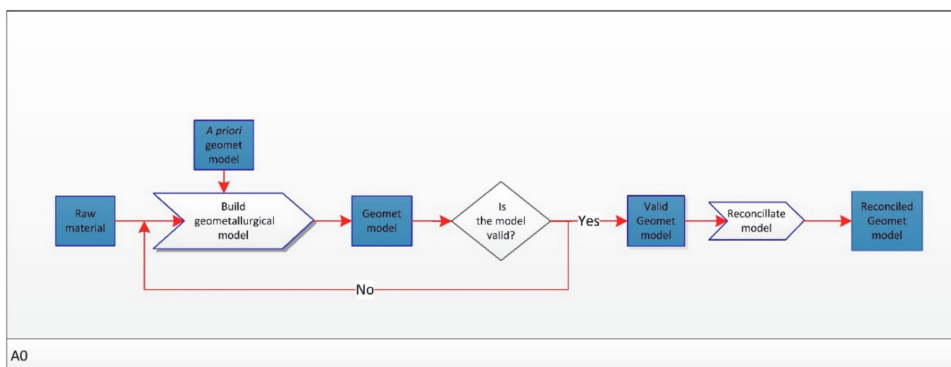 A priori
geomet
model
Raw
material
Build
geometallurgical
model
Geomet
model
Is
the model
valid?
Yes
Valid
Geomet
model
Reconcillate
model
Reconciled
Geomet
model
No
A0